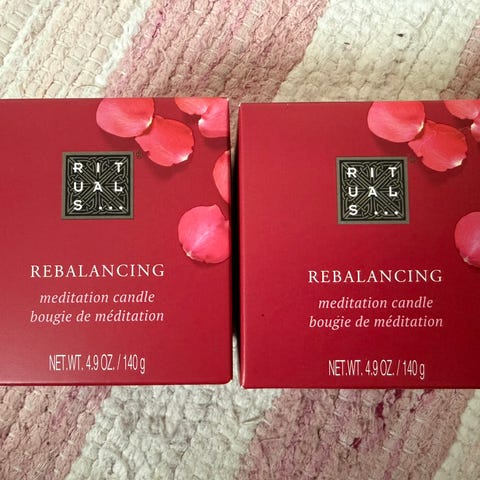 RIT
UAL
S...
®
REBALANCING
meditation candle
bougie de méditation
NET.WT. 4.9 OZ. / 140 g
RIT
UAL
S...
®
REBALANCING
meditation candle
bougie de méditation
NET.WT. 4.9 OZ. / 140 g